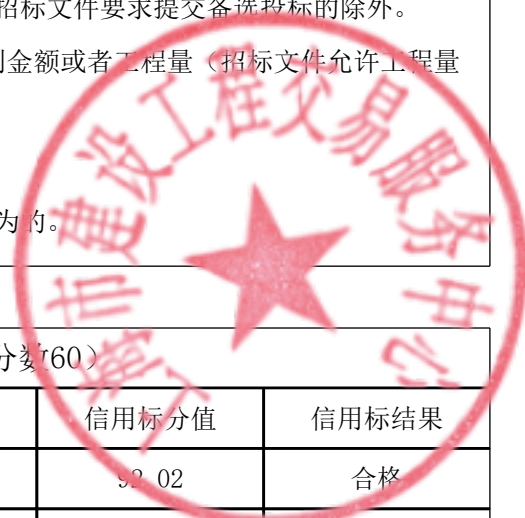 招标文件要求提交备选投标的除外。
金额或者工程量（招标文件允许工程量
为的。
分数60）
信用标分值 信用标结果
92.02 合格
上海市建设工程交易服务中心